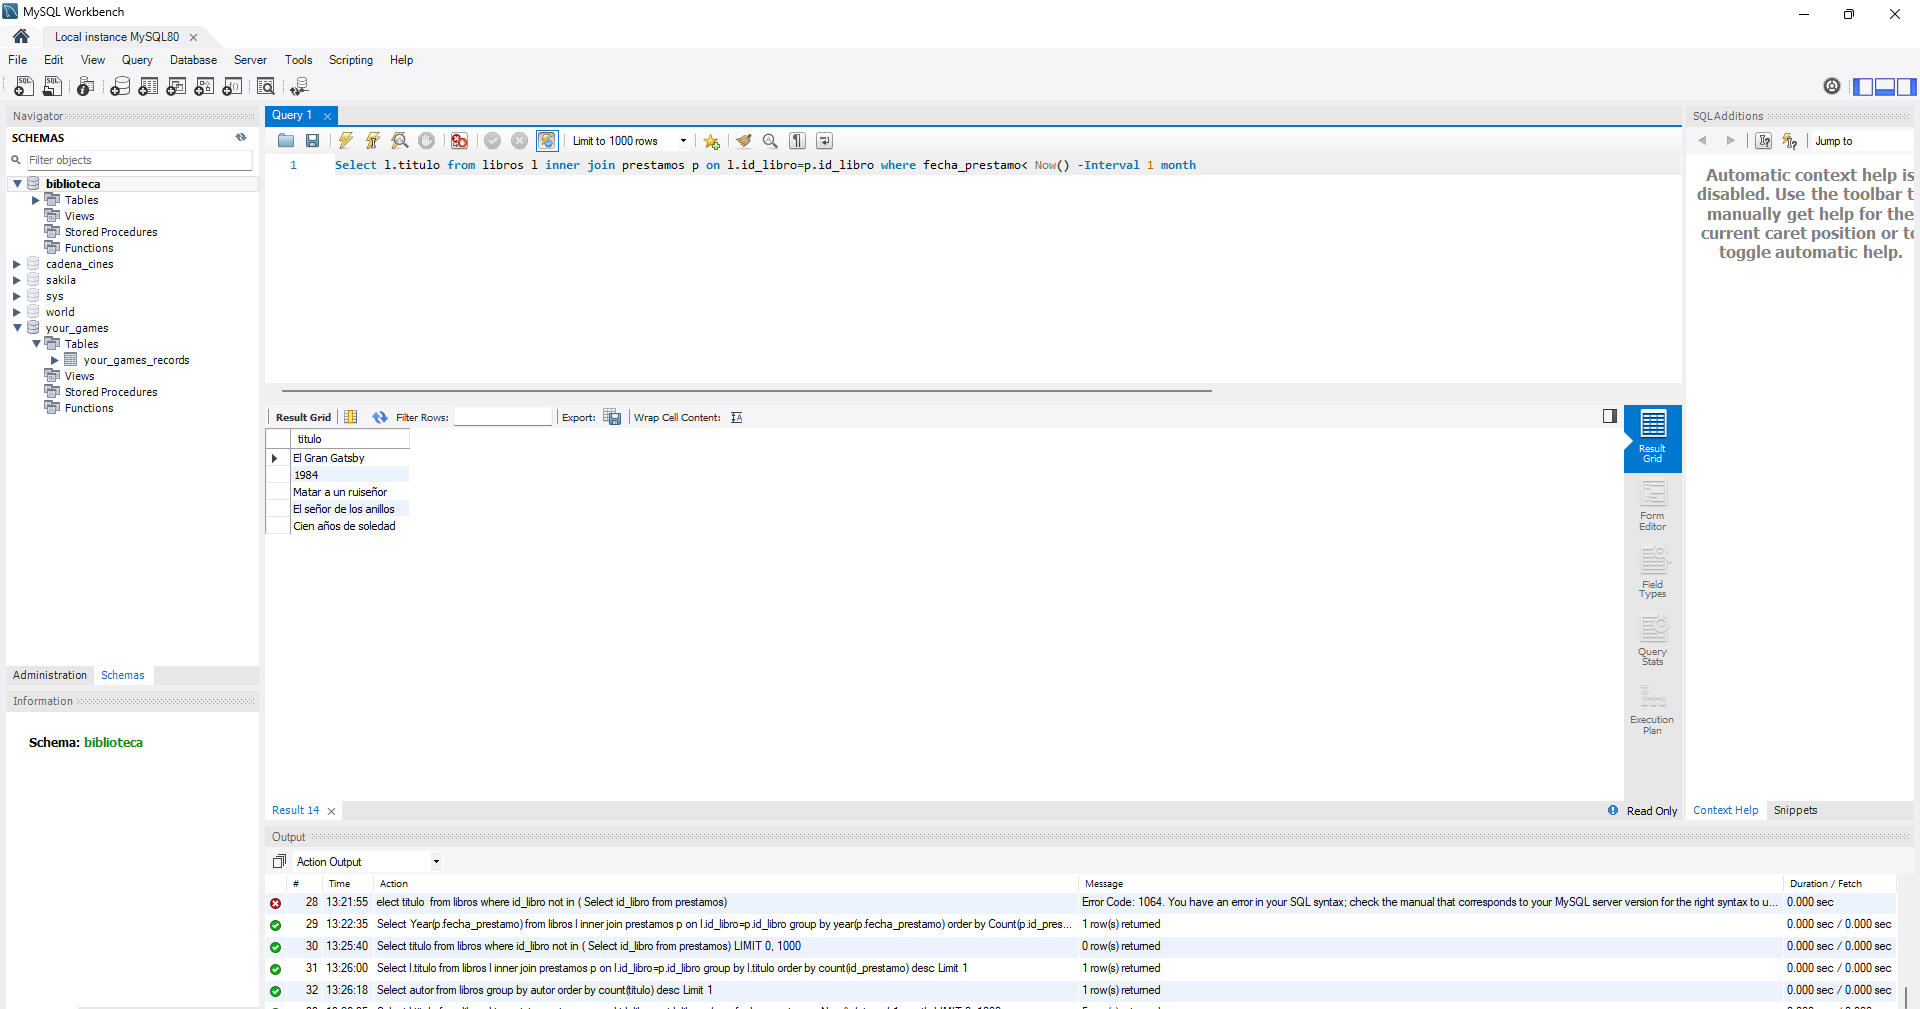 MySQL Workbench
Local instance MySQL80
File Edit View Query Database Server Tools Scripting Help
Navigator
SCHEMAS
Filter objects
biblioteca
Tables
Views
Stored Procedures
Functions
cadena_cines
sakila
sys
world
your_games
Tables
your_games_records
Views
Stored Procedures
Functions
Administration Schemas
Information
Schema: biblioteca
Query 1
Limit to 1000 rows
1 Select l.titulo from libros l inner join prestamos p on l.id_libro=p.id_libro where fecha_prestamo< Now() -Interval 1 month
Result Grid Filter Rows: Export: Wrap Cell Content:
titulo
El Gran Gatsby
1984
Matar a un ruiseñor
El señor de los anillos
Cien años de soledad
Result Grid
Form Editor
Field Types
Query Stats
Execution Plan
Result 14
Read Only
SQLAdditions
Jump to
Automatic context help is
disabled. Use the toolbar t
manually get help for the
current caret position or to
toggle automatic help.
Context Help Snippets
Output
Action Output
# Time Action Message Duration / Fetch
28 13:21:55 elect titulo from libros where id_libro not in ( Select id_libro from prestamos) Error Code: 1064. You have an error in your SQL syntax; check the manual that corresponds to your MySQL server version for the right syntax to u... 0.000 sec
29 13:22:35 Select Year(p.fecha_prestamo) from libros l inner join prestamos p on l.id_libro=p.id_libro group by year(p.fecha_prestamo) order by Count(p.id_pres... 1 row(s) returned 0.000 sec / 0.000 sec
30 13:25:40 Select titulo from libros where id_libro not in ( Select id_libro from prestamos) LIMIT 0, 1000 0 row(s) returned 0.000 sec / 0.000 sec
31 13:26:00 Select l.titulo from libros l inner join prestamos p on l.id_libro=p.id_libro group by l.titulo order by count(id_prestamo) desc Limit 1 1 row(s) returned 0.000 sec / 0.000 sec
32 13:26:18 Select autor from libros group by autor order by count(titulo) desc Limit 1 1 row(s) returned 0.000 sec / 0.000 sec